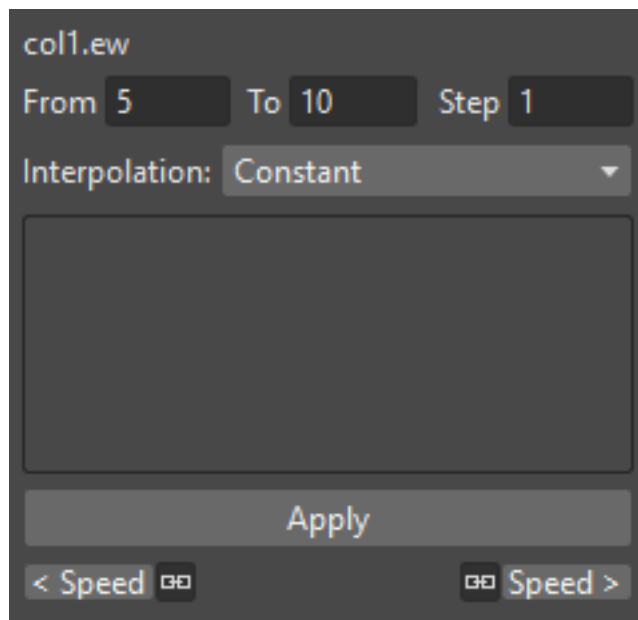 col1.ew
From 5 To 10 Step 1
Interpolation: Constant
Apply
< Speed Speed >